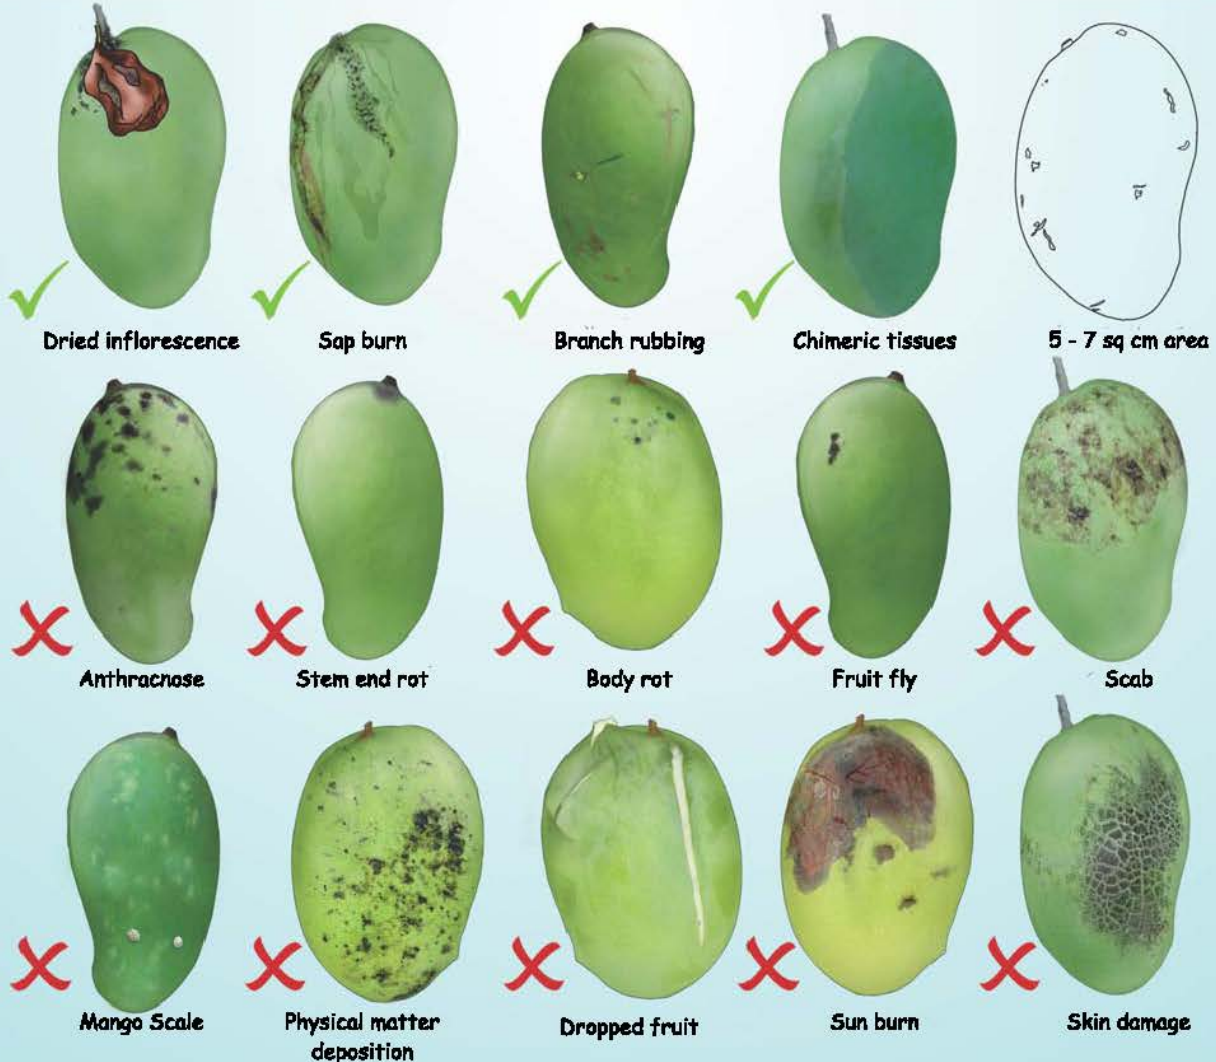 Dried inflorescence
Sap burn
Branch rubbing
Chimeric tissues
5 - 7 sq cm area
Anthracnose
Stem end rot
Body rot
Fruit fly
Scab
Mango Scale
Physical matter
deposition
Dropped fruit
Sun burn
Skin damage